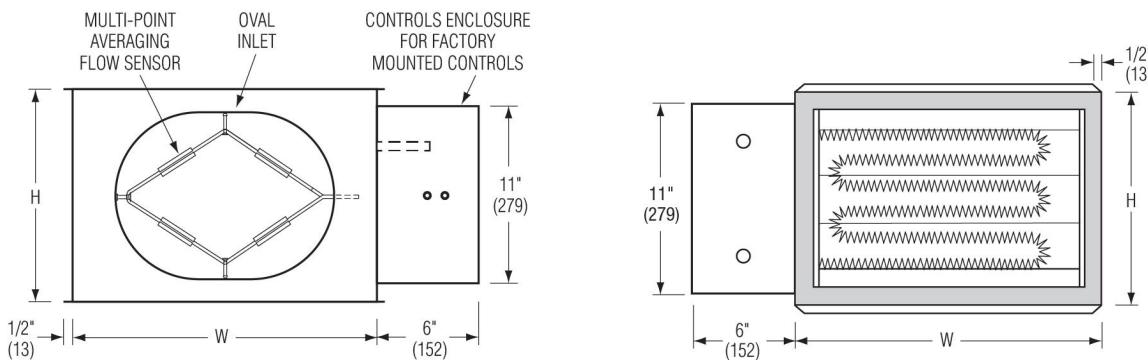 MULTI-POINT
AVERAGING
FLOW SENSOR
OVAL
INLET
CONTROLS ENCLOSURE
FOR FACTORY
MOUNTED CONTROLS
H
11"
(279)
1/2"
(13)
W
6"
(152)
1/2
(13
11"
(279)
H
6"
(152)
W